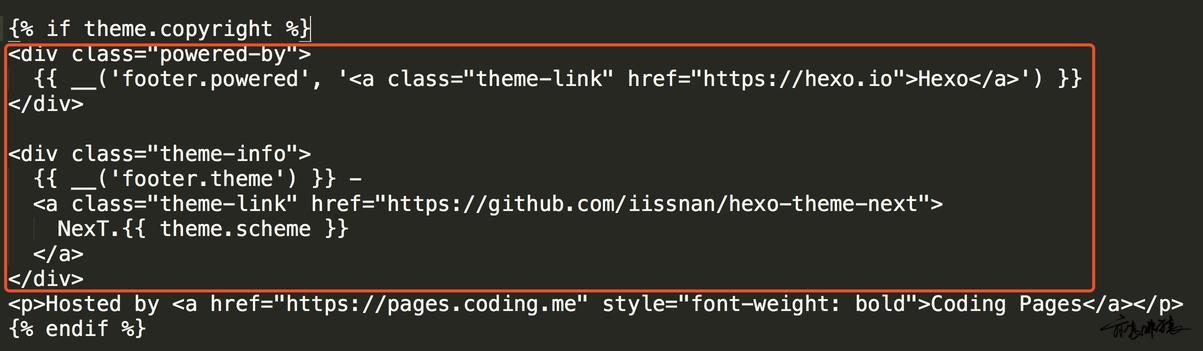 {% if theme.copyright %}
<div class="powered-by">
  {{ __('footer.powered', '<a class="theme-link" href="https://hexo.io">Hexo</a>') }}
</div>

<div class="theme-info">
  {{ __('footer.theme') }} -
  <a class="theme-link" href="https://github.com/iissnan/hexo-theme-next">
    NexT.{{ theme.scheme }}
  </a>
</div>
<p>Hosted by <a href="https://pages.coding.me" style="font-weight: bold">Coding Pages</a></p>
{% endif %}